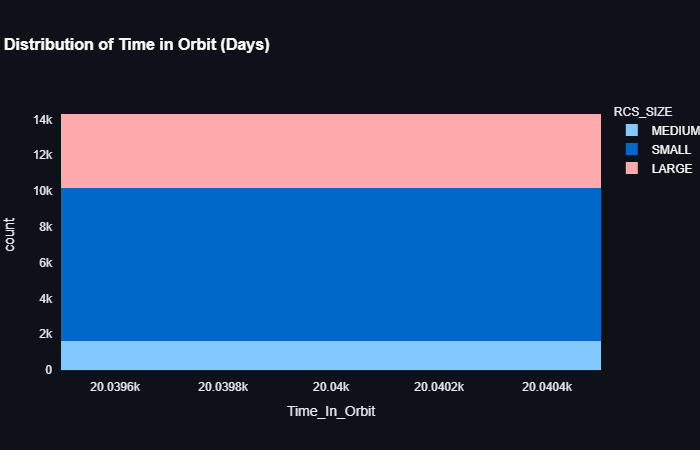 Distribution of Time in Orbit (Days)
RCS_SIZE
MEDIUM
SMALL
LARGE
14k
12k
10k
8k
6k
4k
2k
0
count
20.0396k 20.0398k 20.04k 20.0402k 20.0404k
Time_In_Orbit